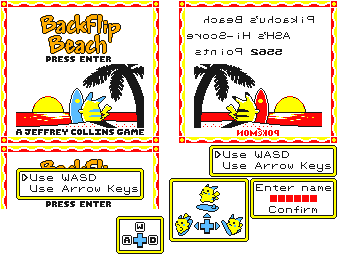 BackFlip
Beach
PRESS ENTER
A JEFFREY COLLINS GAME
Pikachu's Beach
ASH's Hi-Score
Points
POKéMON
BackFlip
Use WASD
Use Arrow Keys
PRESS ENTER
Use WASD
Use Arrow Keys
Enter name
Confirm
W
A D